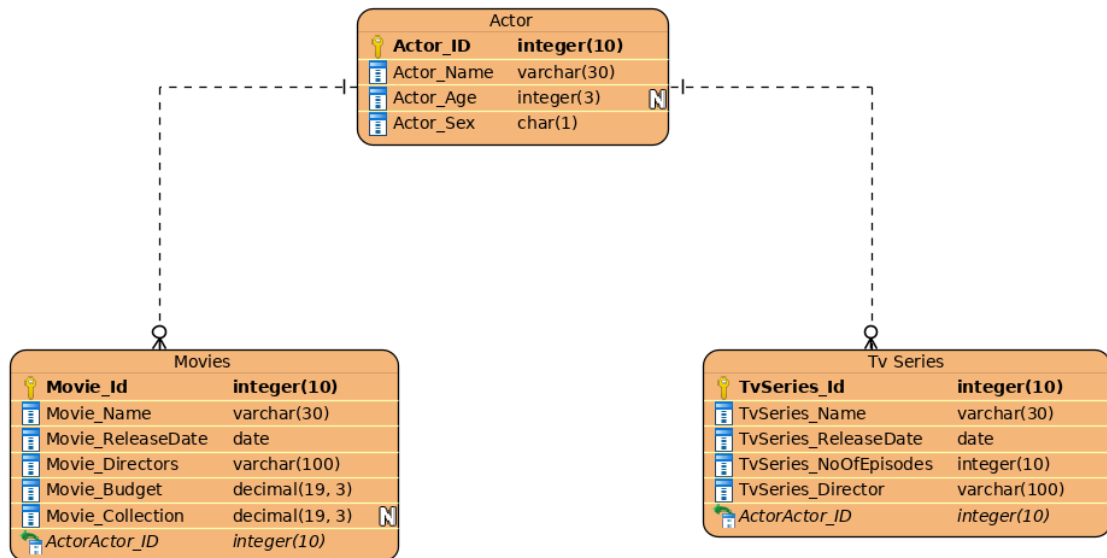 Actor
Actor_ID integer(10)
Actor_Name varchar(30)
Actor_Age integer(3) N
Actor_Sex char(1)
Movies
Movie_Id integer(10)
Movie_Name varchar(30)
Movie_ReleaseDate date
Movie_Directors varchar(100)
Movie_Budget decimal(19, 3)
Movie_Collection decimal(19, 3) N
ActorActor_ID integer(10)
Tv Series
TvSeries_Id integer(10)
TvSeries_Name varchar(30)
TvSeries_ReleaseDate date
TvSeries_NoOfEpisodes integer(10)
TvSeries_Director varchar(100)
ActorActor_ID integer(10)